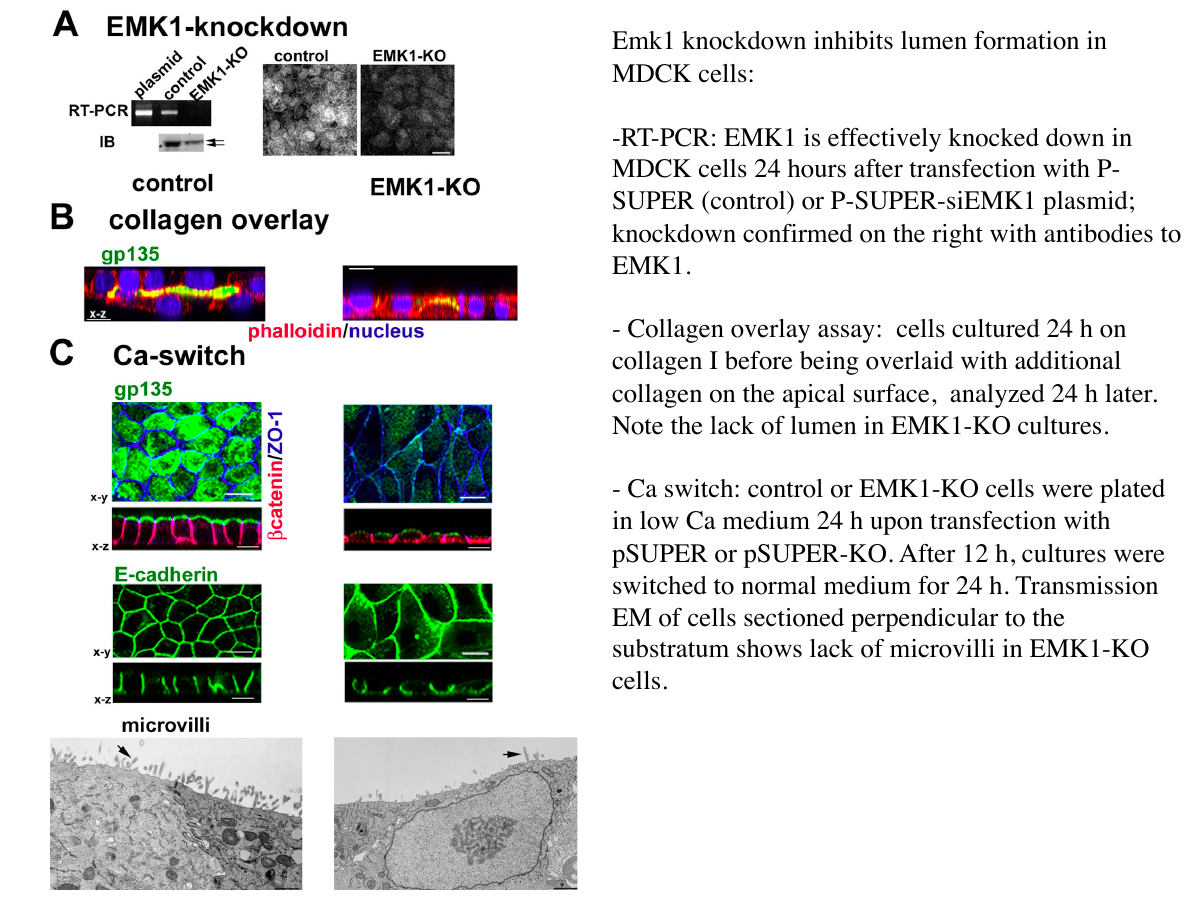 A EMK1-knockdown
plasmid
control
EMK1-KO
control
EMK1-KO
RT-PCR
IB
control
EMK1-KO
B collagen overlay
gp135
x-z
phalloidin/nucleus
C Ca-switch
gp135
βcatenin/ZO-1
x-y
x-z
E-cadherin
x-y
x-z
microvilli
Emk1 knockdown inhibits lumen formation in
MDCK cells:
-RT-PCR: EMK1 is effectively knocked down in
MDCK cells 24 hours after transfection with P-
SUPER (control) or P-SUPER-siEMK1 plasmid;
knockdown confirmed on the right with antibodies to
EMK1.
- Collagen overlay assay:  cells cultured 24 h on
collagen I before being overlaid with additional
collagen on the apical surface,  analyzed 24 h later.
Note the lack of lumen in EMK1-KO cultures.
- Ca switch: control or EMK1-KO cells were plated
in low Ca medium 24 h upon transfection with
pSUPER or pSUPER-KO. After 12 h, cultures were
switched to normal medium for 24 h. Transmission
EM of cells sectioned perpendicular to the
substratum shows lack of microvilli in EMK1-KO
cells.